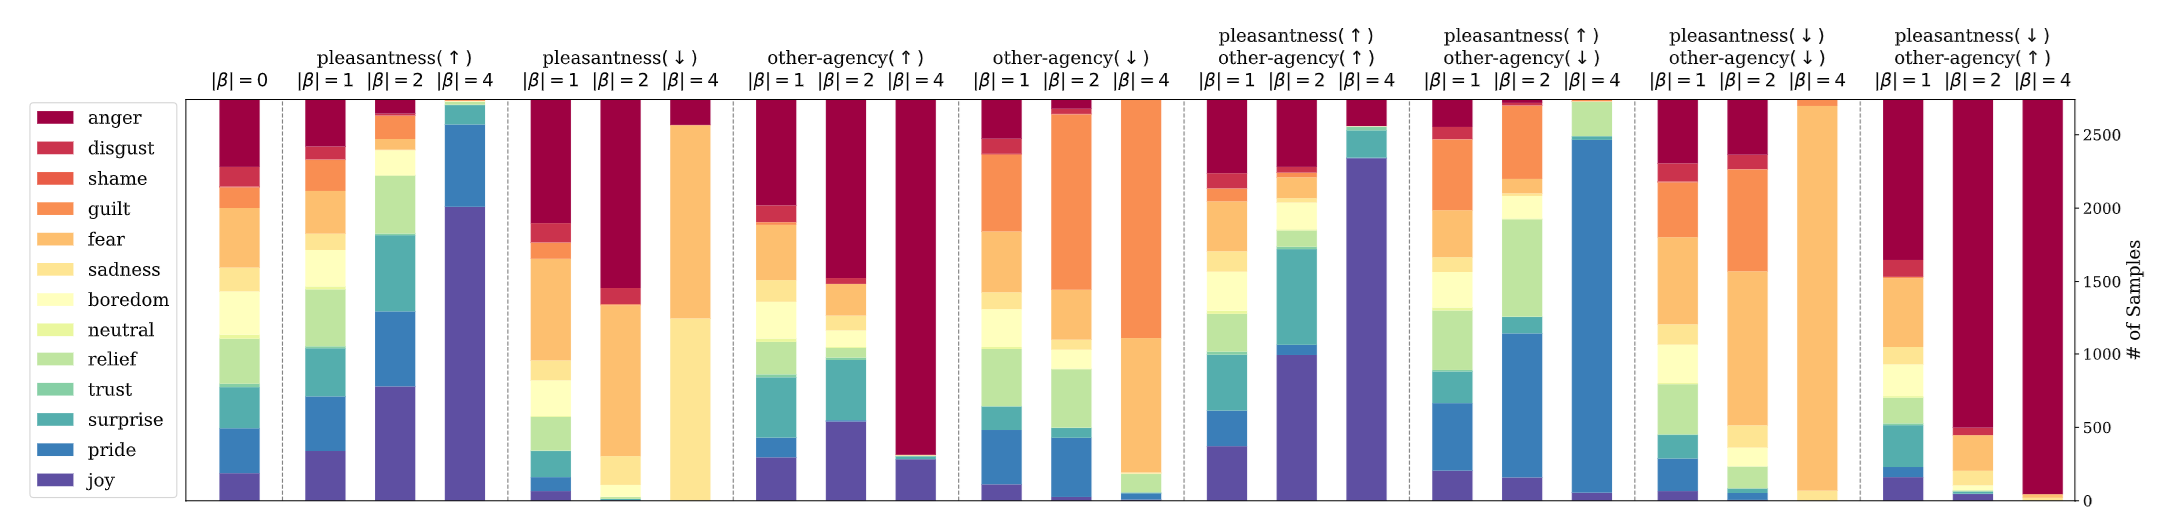 pleasantness(↑) pleasantness(↑) pleasantness(↓) pleasantness(↓)
pleasantness(↑) pleasantness(↓) other-agency(↑) other-agency(↓) other-agency(↑) other-agency(↓) other-agency(↓) other-agency(↑)
|β| = 0 |β| = 1 |β| = 2 |β| = 4 |β| = 1 |β| = 2 |β| = 4 |β| = 1 |β| = 2 |β| = 4 |β| = 1 |β| = 2 |β| = 4 |β| = 1 |β| = 2 |β| = 4 |β| = 1 |β| = 2 |β| = 4 |β| = 1 |β| = 2 |β| = 4 |β| = 1 |β| = 2 |β| = 4
anger
disgust
shame
guilt
fear
sadness
boredom
neutral
relief
trust
surprise
pride
joy
2500
2000
1500
1000
500
0
# of Samples